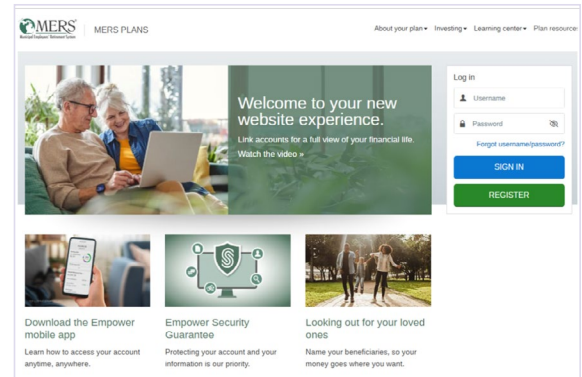 MERS
Municipal Employees' Retirement System
MERS PLANS
About your plan
Investing
Learning center
Plan resources
Welcome to your new
website experience.
Link accounts for a full view of your financial life.
Watch the video »
Log in
Username
Password
Forgot username/password?
SIGN IN
REGISTER
Download the Empower
mobile app
Learn how to access your account
anytime, anywhere.
Empower Security
Guarantee
Protecting your account and your
information is our priority.
Looking out for your loved
ones
Name your beneficiaries, so your
money goes where you want.